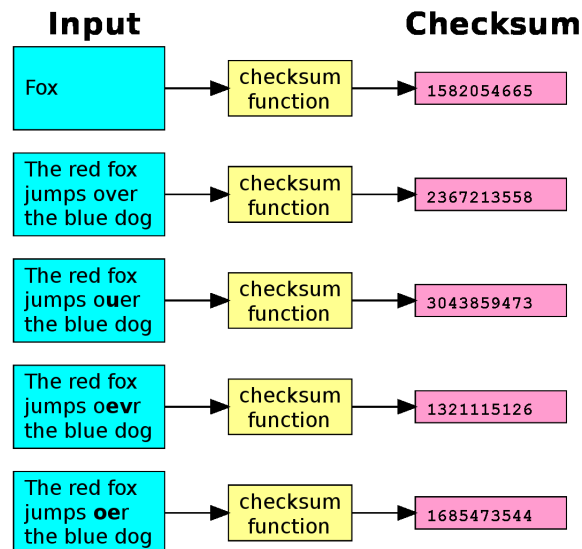 Input
Checksum
Fox
checksum
function
1582054665
The red fox
jumps over
the blue dog
checksum
function
2367213558
The red fox
jumps ouer
the blue dog
checksum
function
3043859473
The red fox
jumps oevr
the blue dog
checksum
function
1321115126
The red fox
jumps oer
the blue dog
checksum
function
1685473544